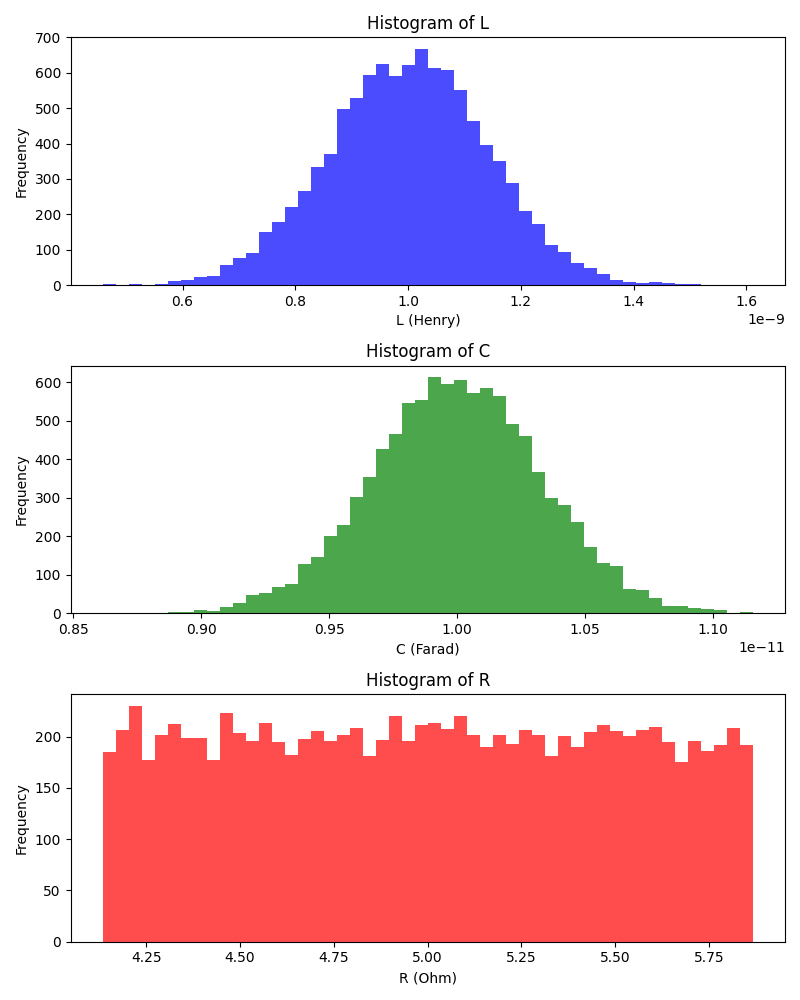 Histogram of L
Frequency
700
600
500
400
300
200
100
0
0.6 0.8 1.0 1.2 1.4 1.6
1e−9
L (Henry)
Histogram of C
Frequency
600
500
400
300
200
100
0
0.85 0.90 0.95 1.00 1.05 1.10
1e−11
C (Farad)
Histogram of R
Frequency
200
150
100
50
0
4.25 4.50 4.75 5.00 5.25 5.50 5.75
R (Ohm)